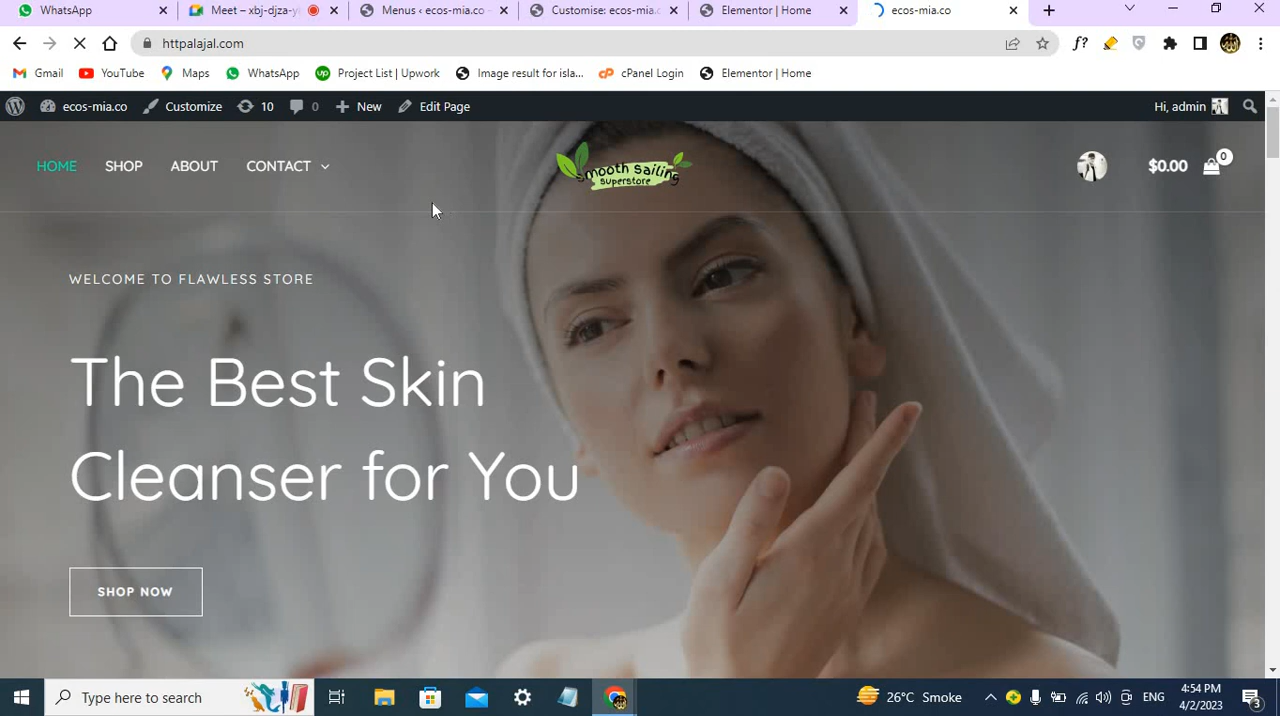 WhatsApp
Meet – xbj-djza-y
Menus ‹ ecos-mia.co –
Customise: ecos-mia.
Elementor | Home
ecos-mia.co
httpalajal.com
f?
Gmail
YouTube
Maps
WhatsApp
Project List | Upwork
Image result for isla...
cPanel Login
Elementor | Home
ecos-mia.co
Customize
10
0
New
Edit Page
Hi, admin
HOME
SHOP
ABOUT
CONTACT
smooth sailing
superstore
$0.00
0
WELCOME TO FLAWLESS STORE
The Best Skin
Cleanser for You
SHOP NOW
Type here to search
26°C Smoke
ENG
4:54 PM
4/2/2023
3